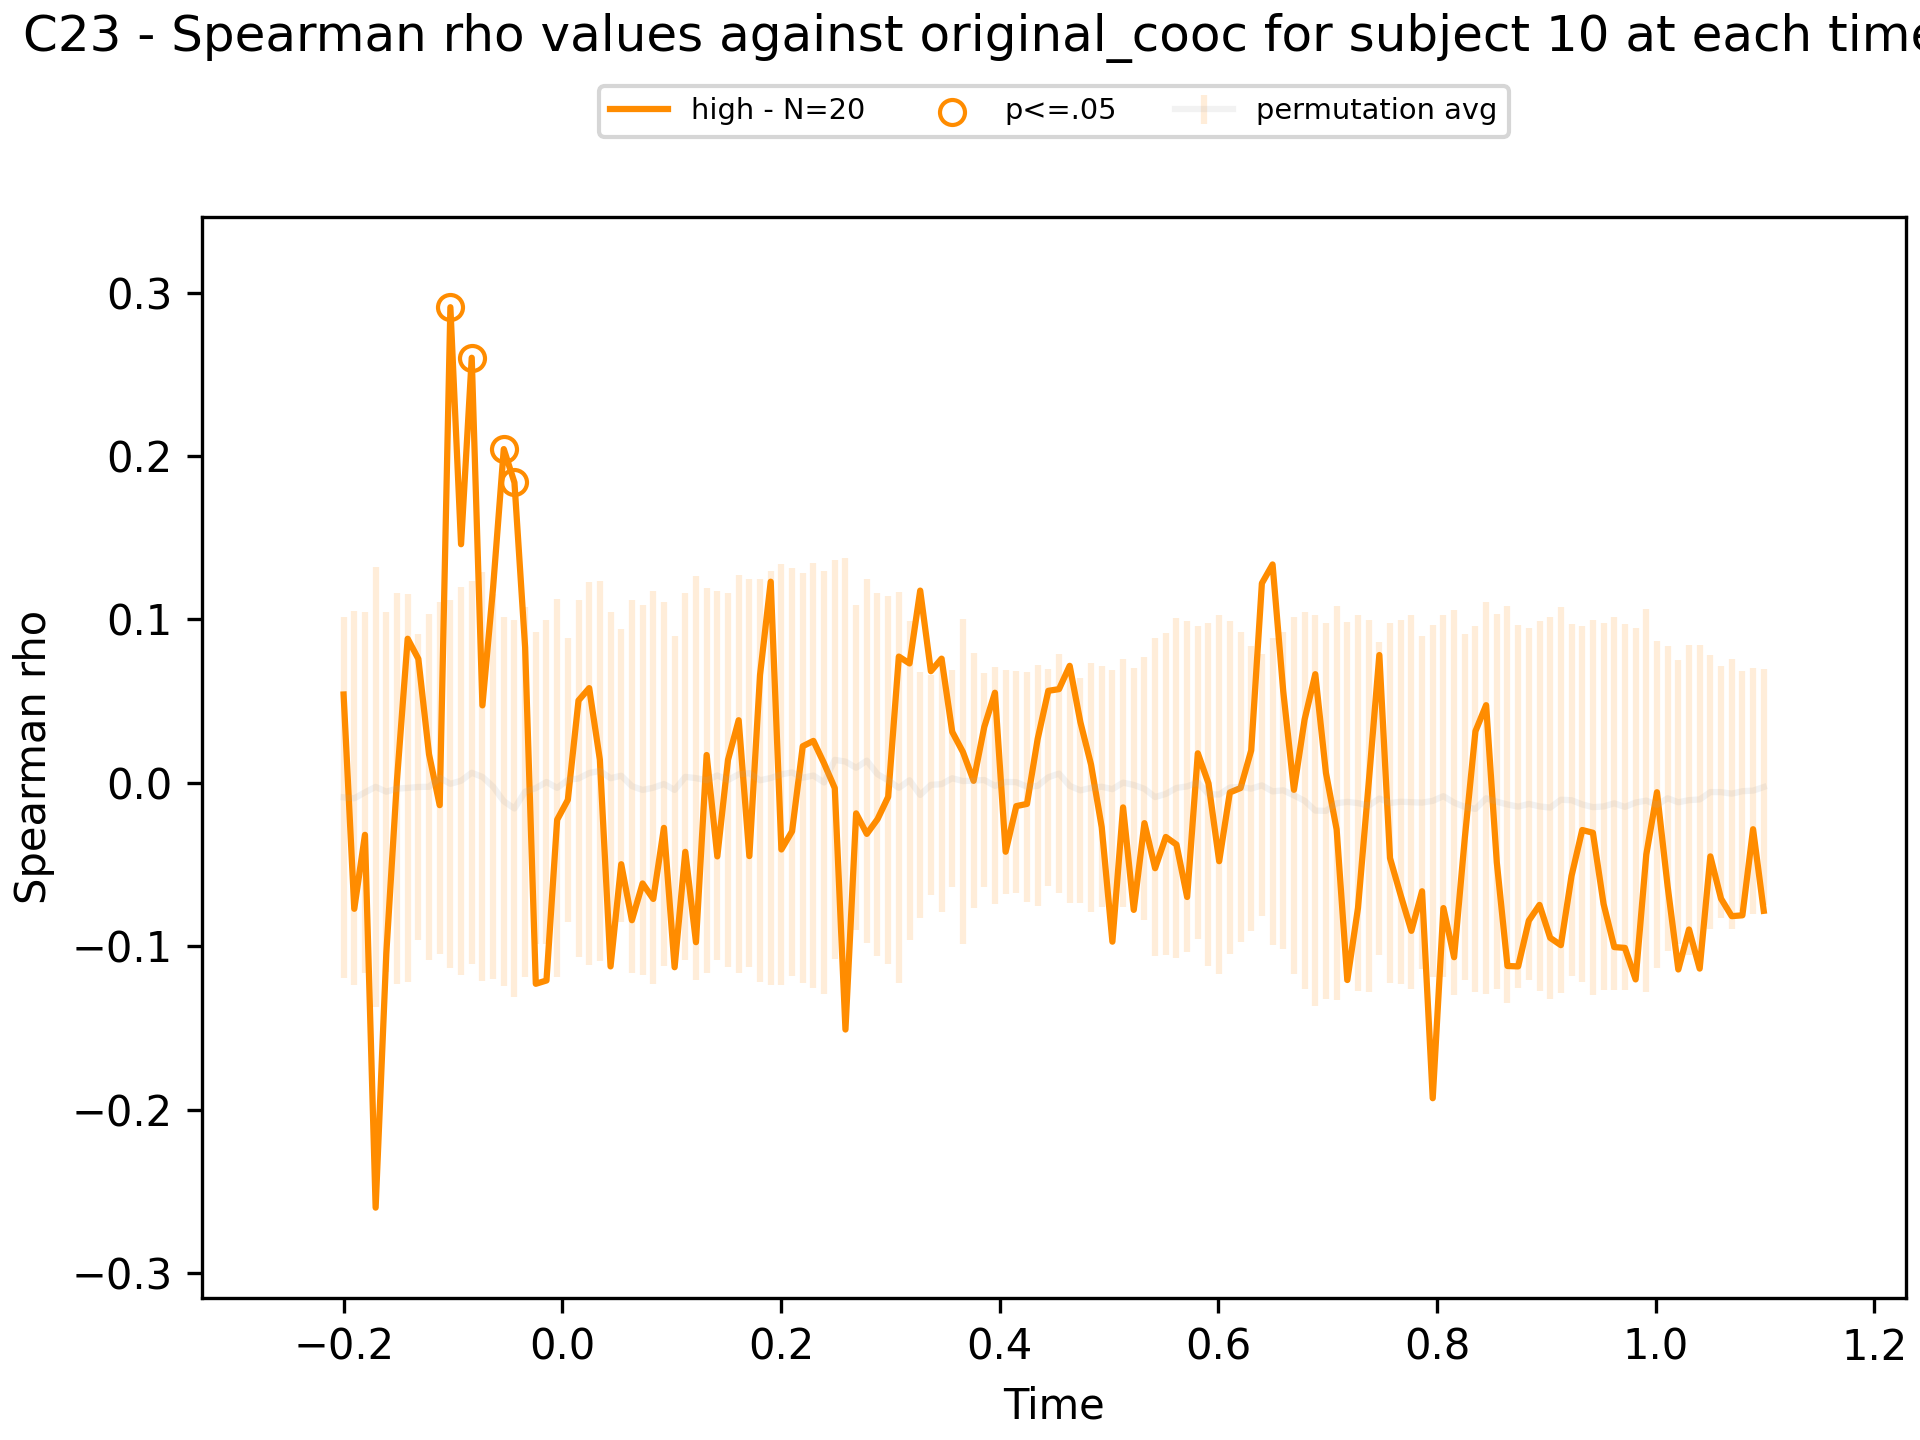 C23 - Spearman rho values against original_cooc for subject 10 at each time
high - N=20 p<=.05 permutation avg
0.3
0.2
0.1
0.0
−0.1
−0.2
−0.3
Spearman rho
−0.2 0.0 0.2 0.4 0.6 0.8 1.0 1.2
Time